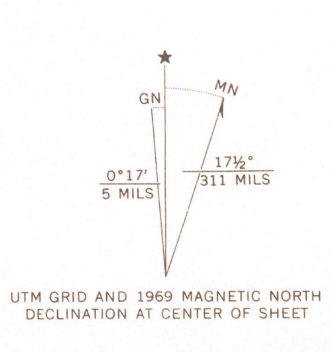 MN
GN
0°17'
5 MILS
17½°
311 MILS
UTM GRID AND 1969 MAGNETIC NORTH
DECLINATION AT CENTER OF SHEET